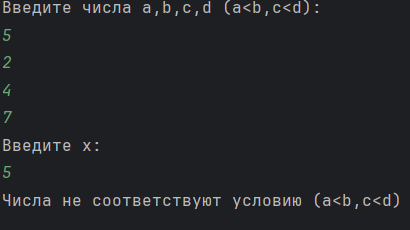 Введите числа a,b,c,d (a<b,c<d):
5
2
4
7
Введите x:
5
Числа не соответствуют условию (a<b,c<d)